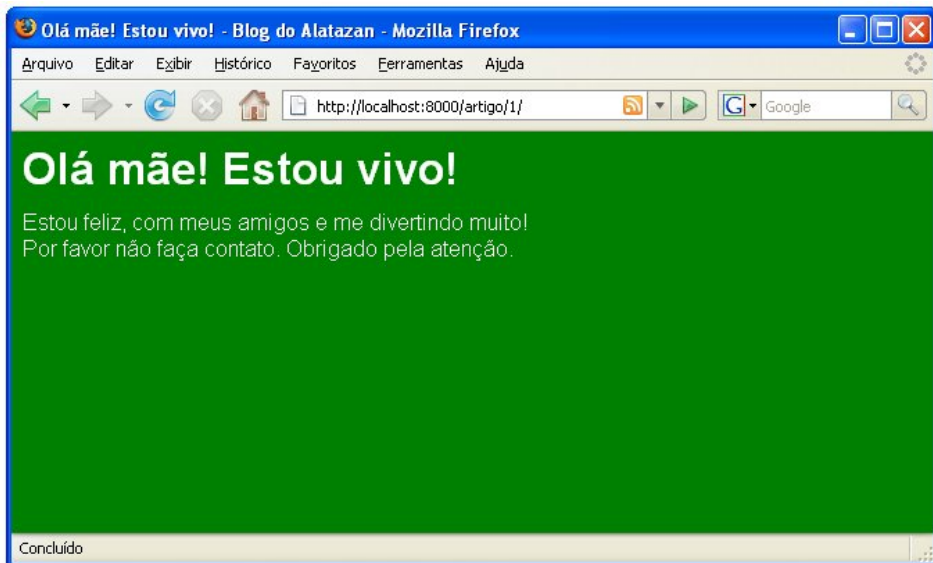 Olá mãe! Estou vivo! - Blog do Alatazan - Mozilla Firefox
Arquivo Editar Exibir Histórico Favoritos Ferramentas Ajuda
http://localhost:8000/artigo/1/ G Google
Olá mãe! Estou vivo!
Estou feliz, com meus amigos e me divertindo muito!
Por favor não faça contato. Obrigado pela atenção.
Concluído